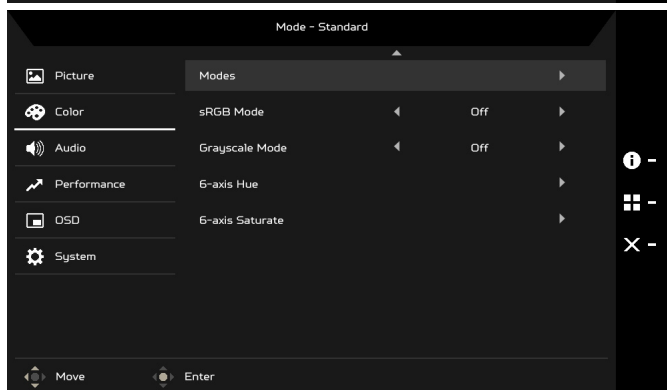 Mode - Standard
Picture
Modes
Color
sRGB Mode Off
Audio
Grayscale Mode Off
Performance
6-axis Hue
OSD
6-axis Saturate
System
Move Enter